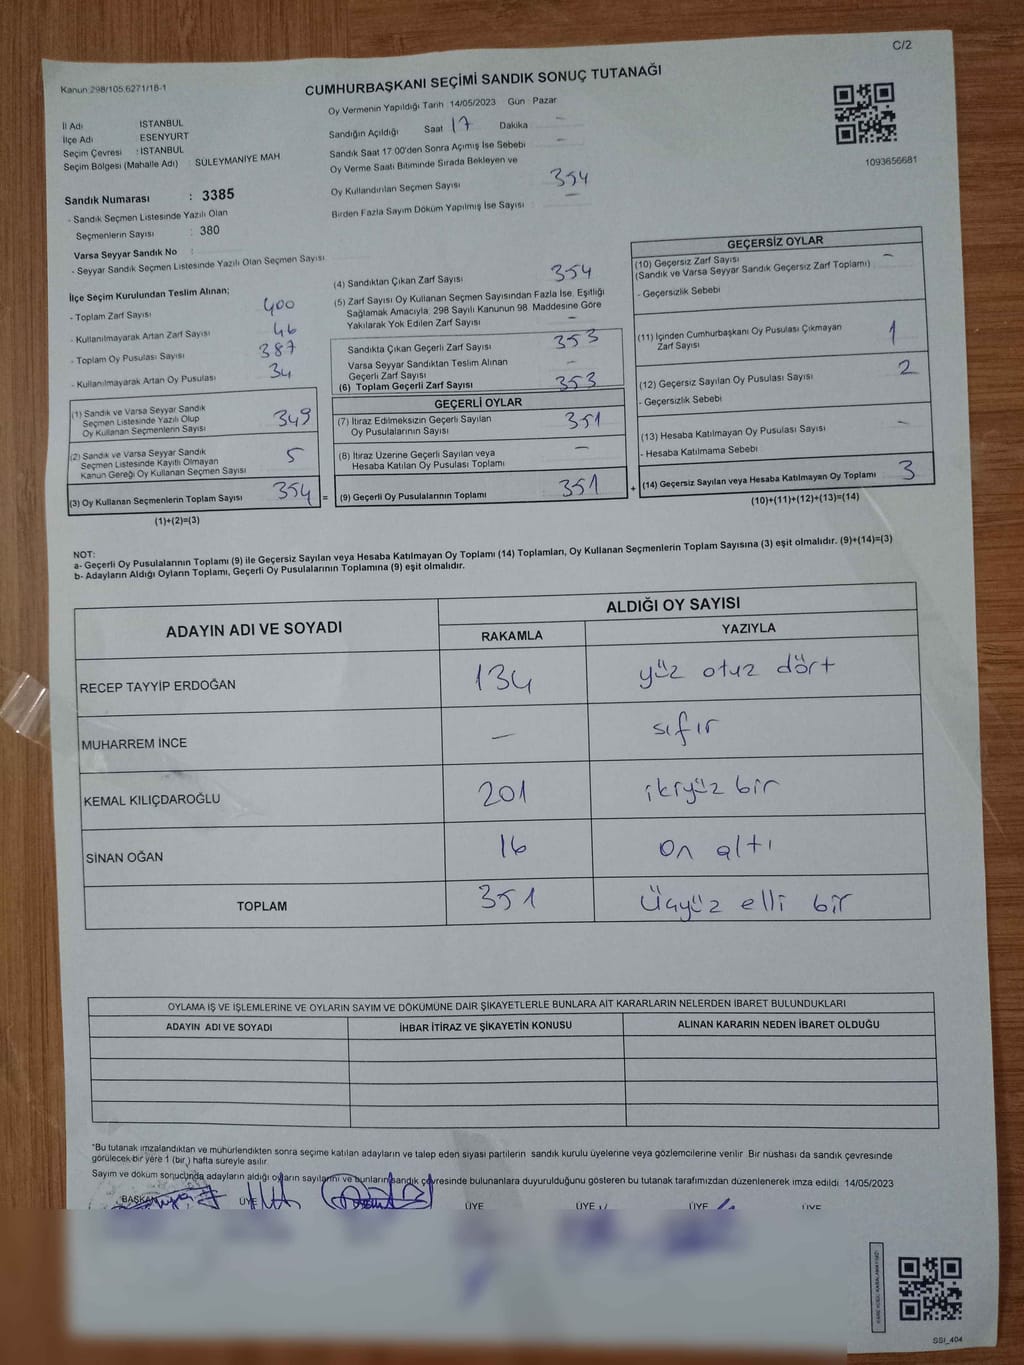 C/2
Kanun 298/105 6271/18-1
CUMHURBAŞKANI SEÇİMİ SANDIK SONUÇ TUTANAĞI
Oy Vermenin Yapıldığı Tarih 14/05/2023 Gün : Pazar
İl Adı İSTANBUL
İlçe Adı ESENYURT
Seçim Çevresi : İSTANBUL
Seçim Bölgesi (Mahalle Adı) : SÜLEYMANİYE MAH
Sandığın Açıldığı Saat 17 Dakika –
Sandık Saat 17:00'den Sonra Açımış İse Sebebi –
Oy Verme Saati Bitiminde Sırada Bekleyen ve
Oy Kullandırılan Seçmen Sayısı 354
Birden Fazla Sayım Döküm Yapılmış İse Sayısı –
1093656681
Sandık Numarası : 3385
- Sandık Seçmen Listesinde Yazılı Olan
Seçmenlerin Sayısı : 380
Varsa Seyyar Sandık No :
- Seyyar Sandık Seçmen Listesinde Yazılı Olan Seçmen Sayısı
İlçe Seçim Kurulundan Teslim Alınan;
- Toplam Zarf Sayısı 400
- Kullanılmayarak Artan Zarf Sayısı 46
- Toplam Oy Pusulası Sayısı 387
- Kullanılmayarak Artan Oy Pusulası 34
(1) Sandık ve Varsa Seyyar Sandık
Seçmen Listesinde Yazılı Olup
Oy Kullanan Seçmenlerin Sayısı 349
(2) Sandık ve Varsa Seyyar Sandık
Seçmen Listesinde Kayıtlı Olmayan
Kanun Gereği Oy Kullanan Seçmen Sayısı 5
(3) Oy Kullanan Seçmenlerin Toplam Sayısı 354 =
(1)+(2)=(3)
(4) Sandıktan Çıkan Zarf Sayısı 354
(5) Zarf Sayısı Oy Kullanan Seçmen Sayısından Fazla İse, Eşitliği
Sağlamak Amacıyla; 298 Sayılı Kanunun 98. Maddesine Göre
Yakılarak Yok Edilen Zarf Sayısı –
Sandıkta Çıkan Geçerli Zarf Sayısı 353
Varsa Seyyar Sandıktan Teslim Alınan
Geçerli Zarf Sayısı –
(6) Toplam Geçerli Zarf Sayısı 353
GEÇERLİ OYLAR
(7) İtiraz Edilmeksizin Geçerli Sayılan
Oy Pusulalarının Sayısı 351
(8) İtiraz Üzerine Geçerli Sayılan veya
Hesaba Katılan Oy Pusulası Toplamı –
(9) Geçerli Oy Pusulalarının Toplamı 351 +
GEÇERSİZ OYLAR
(10) Geçersiz Zarf Sayısı –
(Sandık ve Varsa Seyyar Sandık Geçersiz Zarf Toplamı)
- Geçersizlik Sebebi
(11) İçinden Cumhurbaşkanı Oy Pusulası Çıkmayan
Zarf Sayısı 1
(12) Geçersiz Sayılan Oy Pusulası Sayısı 2
- Geçersizlik Sebebi
(13) Hesaba Katılmayan Oy Pusulası Sayısı –
- Hesaba Katılmama Sebebi
(14) Geçersiz Sayılan veya Hesaba Katılmayan Oy Toplamı 3
(10)+(11)+(12)+(13)=(14)
NOT:
a- Geçerli Oy Pusulalarının Toplamı (9) ile Geçersiz Sayılan veya Hesaba Katılmayan Oy Toplamı (14) Toplamları, Oy Kullanan Seçmenlerin Toplam Sayısına (3) eşit olmalıdır. (9)+(14)=(3)
b- Adayların Aldığı Oyların Toplamı, Geçerli Oy Pusulalarının Toplamına (9) eşit olmalıdır.
ADAYIN ADI VE SOYADI ALDIĞI OY SAYISI
RAKAMLA YAZIYLA
RECEP TAYYİP ERDOĞAN 134 yüz otuz dört
MUHARREM İNCE – sıfır
KEMAL KILIÇDAROĞLU 201 ikiyüz bir
SİNAN OĞAN 16 on altı
TOPLAM 351 üçyüz elli bir
OYLAMA İŞ VE İŞLEMLERİNE VE OYLARIN SAYIM VE DÖKÜMÜNE DAİR ŞİKAYETLERLE BUNLARA AİT KARARLARIN NELERDEN İBARET BULUNDUKLARI
ADAYIN ADI VE SOYADI İHBAR İTİRAZ VE ŞİKAYETİN KONUSU ALINAN KARARIN NEDEN İBARET OLDUĞU
*Bu tutanak imzalandıktan ve mühürlendikten sonra seçime katılan adayların ve talep eden siyasi partilerin sandık kurulu üyelerine veya gözlemcilerine verilir. Bir nüshası da sandık çevresinde
görülecek bir yere 1 (bir) hafta süreyle asılır.
Sayım ve döküm sonucunda adayların aldığı oyların sayılarını ve bunların sandık çevresinde bulunanlara duyurulduğunu gösteren bu tutanak tarafımızdan düzenlenerek imza edildi. 14/05/2023
BAŞKAN ÜYE ÜYE ÜYE ÜYE ÜYE
SSİ_404